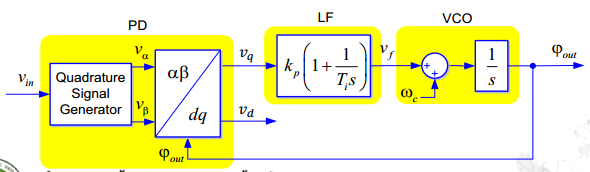 PD
LF
VCO
v_in
Quadrature
Signal
Generator
v_α
v_β
αβ
dq
v_q
v_d
k_p(1+1/(T_i s))
v_f
+
+
ω_c
1/s
φ_out
φ_out